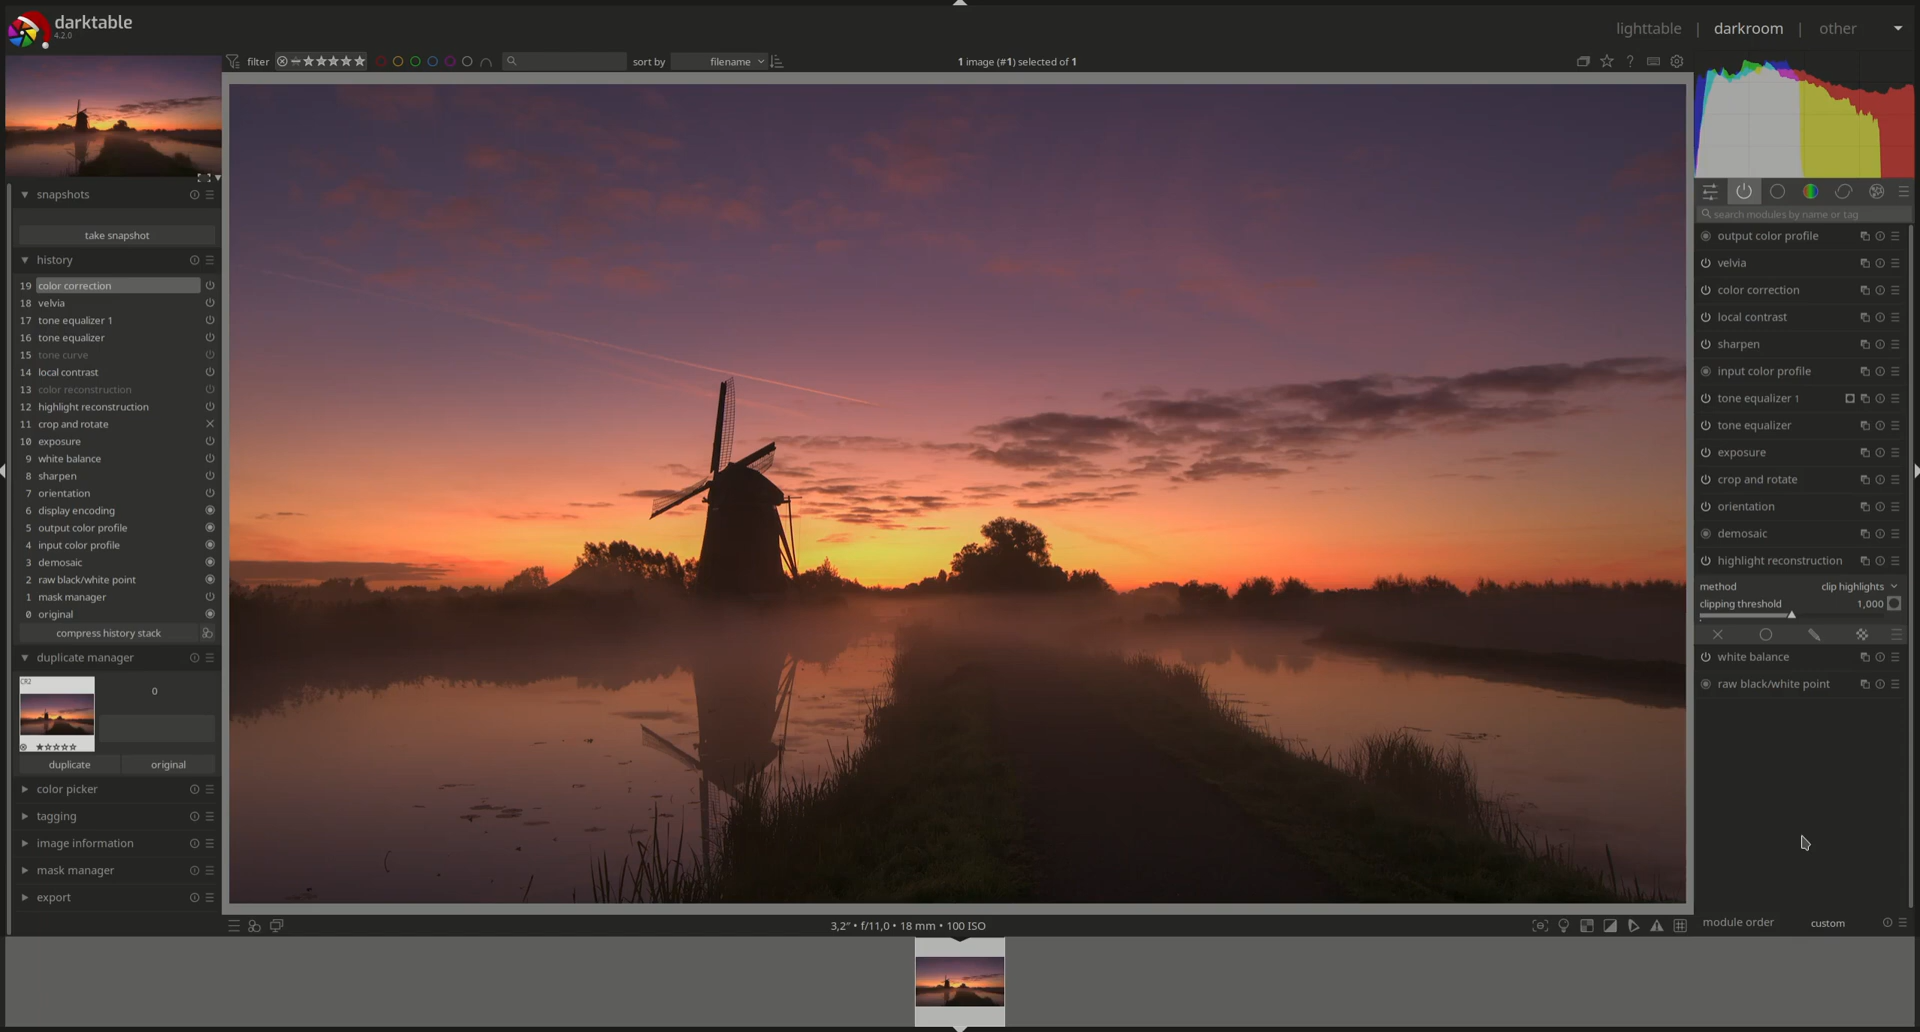 darktable
4.2.0
lighttable | darkroom | other
filter
sort by filename
1 image (#1) selected of 1
snapshots
take snapshot
history
19 color correction
18 velvia
17 tone equalizer 1
16 tone equalizer
15 tone curve
14 local contrast
13 color reconstruction
12 highlight reconstruction
11 crop and rotate
10 exposure
9 white balance
8 sharpen
7 orientation
6 display encoding
5 output color profile
4 input color profile
3 demosaic
2 raw black/white point
1 mask manager
0 original
compress history stack
duplicate manager
CR2
0
duplicate original
color picker
tagging
image information
mask manager
export
3,2" • f/11,0 • 18 mm • 100 ISO
search modules by name or tag
output color profile
velvia
color correction
local contrast
sharpen
input color profile
tone equalizer 1
tone equalizer
exposure
crop and rotate
orientation
demosaic
highlight reconstruction
method clip highlights
clipping threshold 1,000
white balance
raw black/white point
module order custom